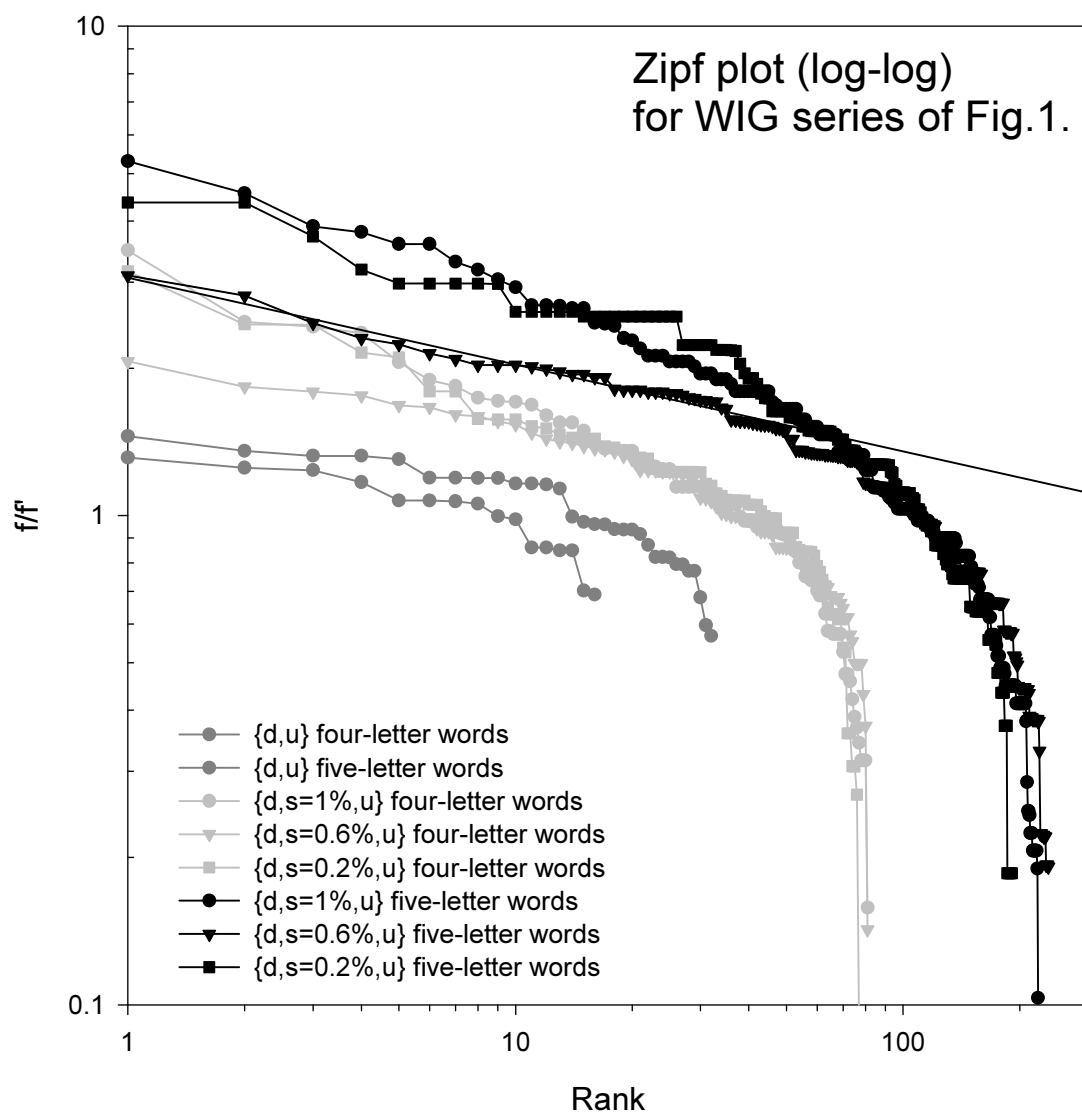 10
Zipf plot (log-log)
for WIG series of Fig.1.
1
f/f'
{d,u} four-letter words
{d,u} five-letter words
{d,s=1%,u} four-letter words
{d,s=0.6%,u} four-letter words
{d,s=0.2%,u} four-letter words
{d,s=1%,u} five-letter words
{d,s=0.6%,u} five-letter words
{d,s=0.2%,u} five-letter words
0.1
1 10 100
Rank